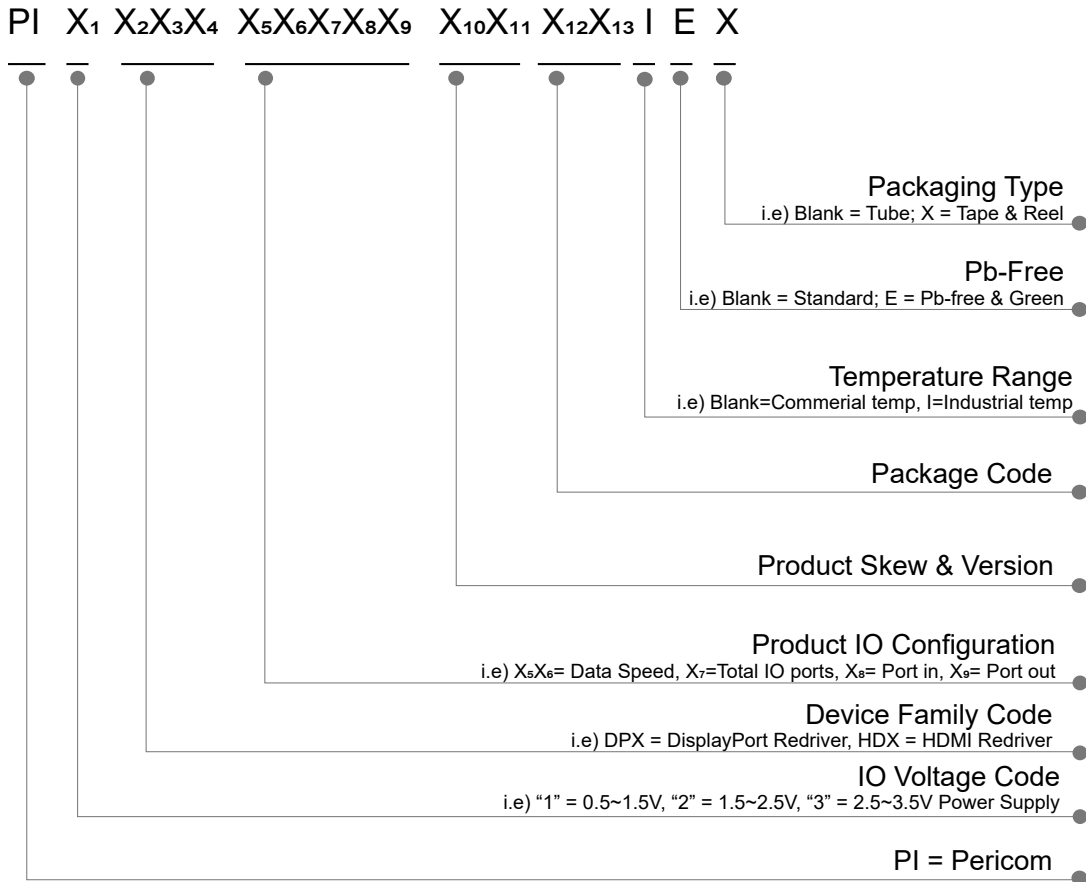 PI X₁ X₂X₃X₄ X₅X₆X₇X₈X₉ X₁₀X₁₁ X₁₂X₁₃ I E X
Packaging Type
i.e) Blank = Tube; X = Tape & Reel
Pb-Free
i.e) Blank = Standard; E = Pb-free & Green
Temperature Range
i.e) Blank=Commerial temp, I=Industrial temp
Package Code
Product Skew & Version
Product IO Configuration
i.e) X₅X₆= Data Speed, X₇=Total IO ports, X₈= Port in, X₉= Port out
Device Family Code
i.e) DPX = DisplayPort Redriver, HDX = HDMI Redriver
IO Voltage Code
i.e) “1” = 0.5~1.5V, “2” = 1.5~2.5V, “3” = 2.5~3.5V Power Supply
PI = Pericom